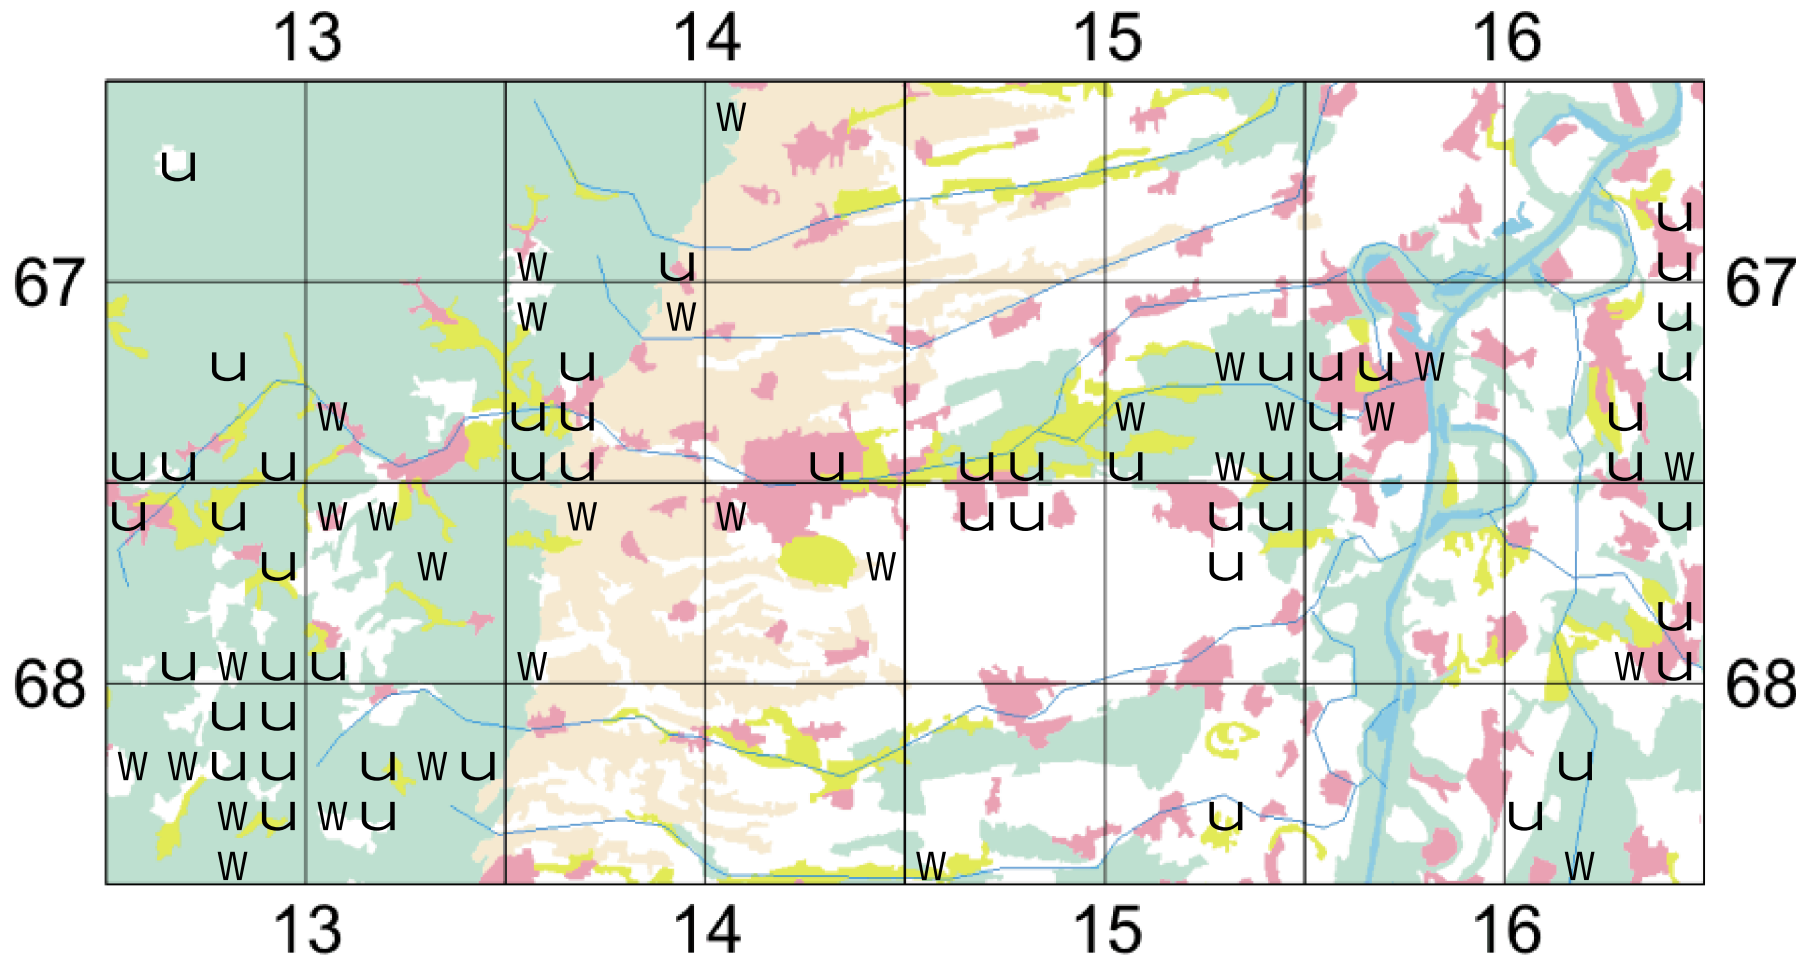 13 14 15 16
w
u
u
w u u
67 67
w w u
u u w u u u w u
w u u w w u w u
u u u u u u u u u w u u u w
u u w w w w u u u u u
u w w u
u
u w u u w w u
68 68
u u
w w u u u w u u
w u w u u u
w w w
13 14 15 16